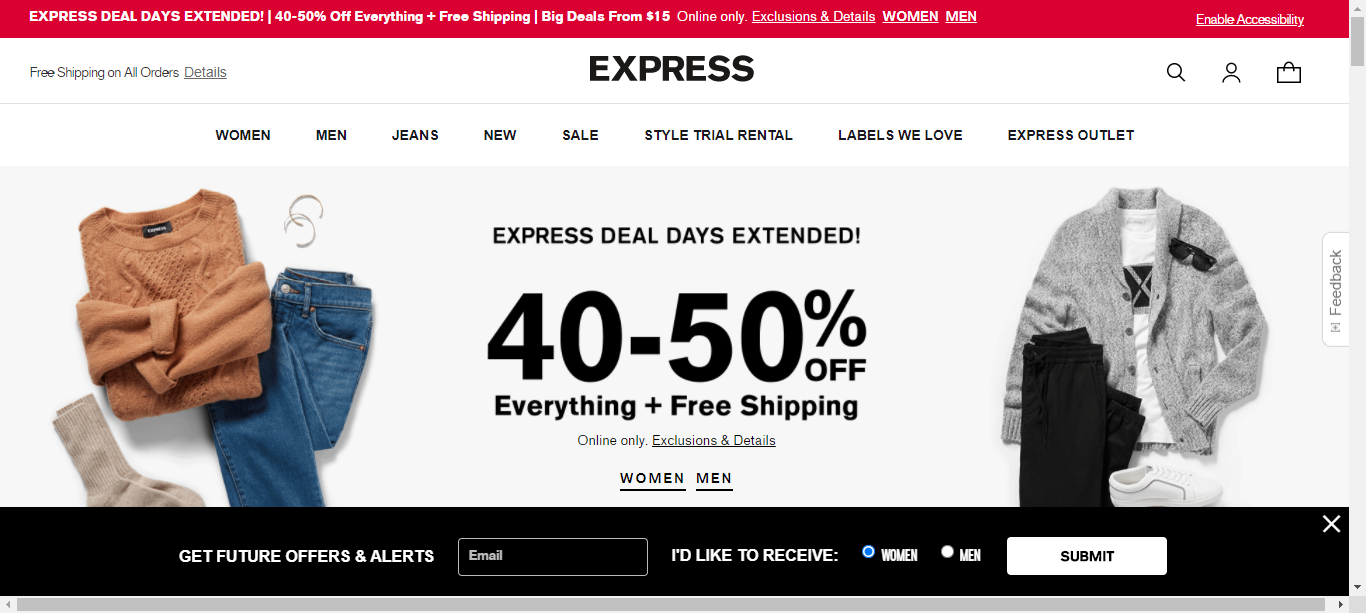 EXPRESS DEAL DAYS EXTENDED! | 40-50% Off Everything + Free Shipping | Big Deals From $15 Online only. Exclusions & Details WOMEN MEN
Enable Accessibility
Free Shipping on All Orders Details
EXPRESS
WOMEN MEN JEANS NEW SALE STYLE TRIAL RENTAL LABELS WE LOVE EXPRESS OUTLET
EXPRESS
EXPRESS DEAL DAYS EXTENDED!
40-50% OFF
Everything + Free Shipping
Online only. Exclusions & Details
WOMEN MEN
Feedback
GET FUTURE OFFERS & ALERTS Email I'D LIKE TO RECEIVE: WOMEN MEN SUBMIT